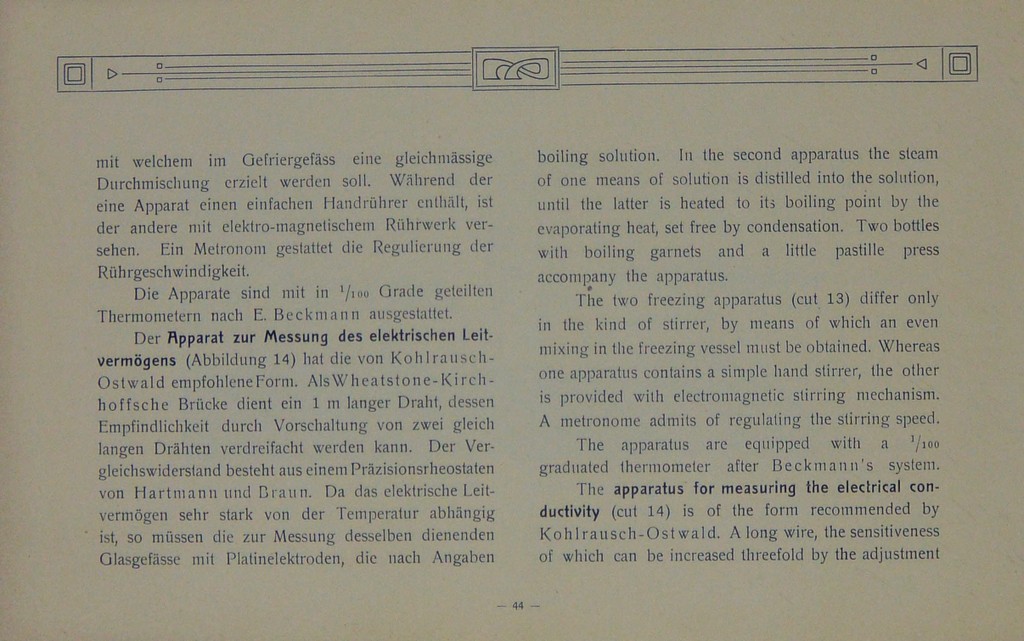 mit welchem im Gefriergefäss eine gleichmässige
Durchmischung erzielt werden soll. Während der
eine Apparat einen einfachen Handrührer enthält, ist
der andere mit elektro-magnetischem Rührwerk ver-
sehen. Ein Metronom gestattet die Regulierung der
Rührgeschwindigkeit.
Die Apparate sind mit in 1/100 Grade geteilten
Thermometern nach E. Beckmann ausgestattet.
Der Apparat zur Messung des elektrischen Leit-
vermögens (Abbildung 14) hat die von Kohlrausch-
Ostwald empfohlene Form. Als Wheatstone-Kirch-
hoffsche Brücke dient ein 1 m langer Draht, dessen
Empfindlichkeit durch Vorschaltung von zwei gleich
langen Drähten verdreifacht werden kann. Der Ver-
gleichswiderstand besteht aus einem Präzisionsrheostaten
von Hartmann und Braun. Da das elektrische Leit-
vermögen sehr stark von der Temperatur abhängig
ist, so müssen die zur Messung desselben dienenden
Glasgefässe mit Platinelektroden, die nach Angaben
boiling solution. In the second apparatus the steam
of one means of solution is distilled into the solution,
until the latter is heated to its boiling point by the
evaporating heat, set free by condensation. Two bottles
with boiling garnets and a little pastille press
accompany the apparatus.
The two freezing apparatus (cut 13) differ only
in the kind of stirrer, by means of which an even
mixing in the freezing vessel must be obtained. Whereas
one apparatus contains a simple hand stirrer, the other
is provided with electromagnetic stirring mechanism.
A metronome admits of regulating the stirring speed.
The apparatus are equipped with a 1/100
graduated thermometer after Beckmann's system.
The apparatus for measuring the electrical con-
ductivity (cut 14) is of the form recommended by
Kohlrausch-Ostwald. A long wire, the sensitiveness
of which can be increased threefold by the adjustment
— 44 —